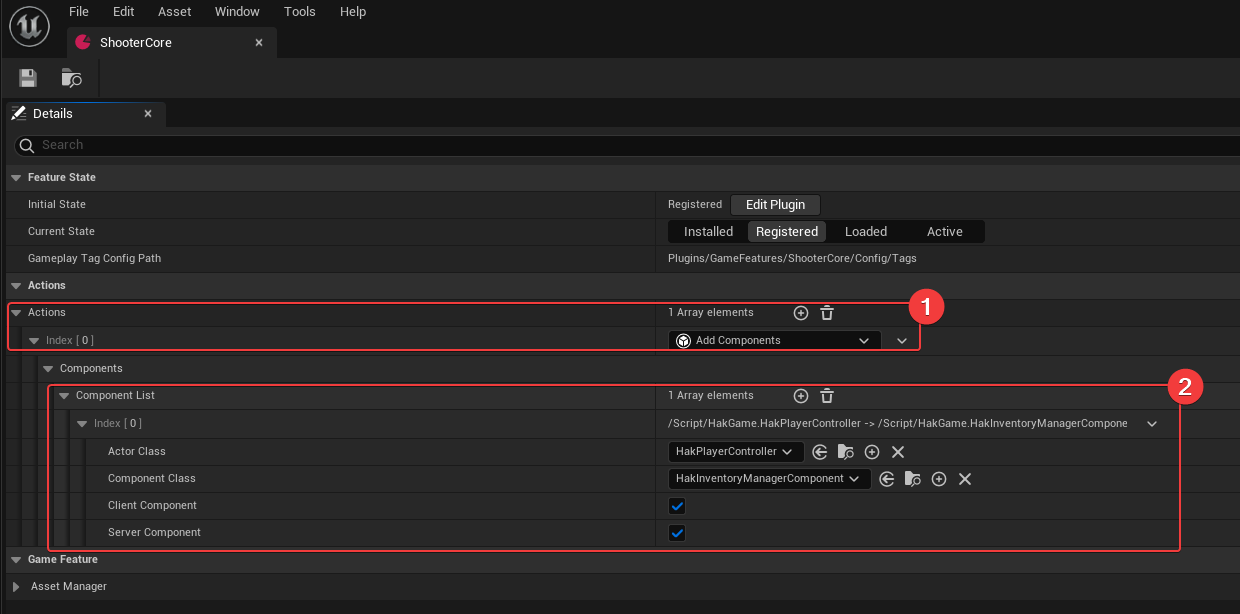 File Edit Asset Window Tools Help
ShooterCore
Details
Search
Feature State
Initial State Registered Edit Plugin
Current State Installed Registered Loaded Active
Gameplay Tag Config Path Plugins/GameFeatures/ShooterCore/Config/Tags
Actions
Actions 1 Array elements 1
Index [ 0 ] Add Components
Components
Component List 1 Array elements 2
Index [ 0 ] /Script/HakGame.HakPlayerController -> /Script/HakGame.HakInventoryManagerCompone
Actor Class HakPlayerController
Component Class HakInventoryManagerComponent
Client Component
Server Component
Game Feature
Asset Manager